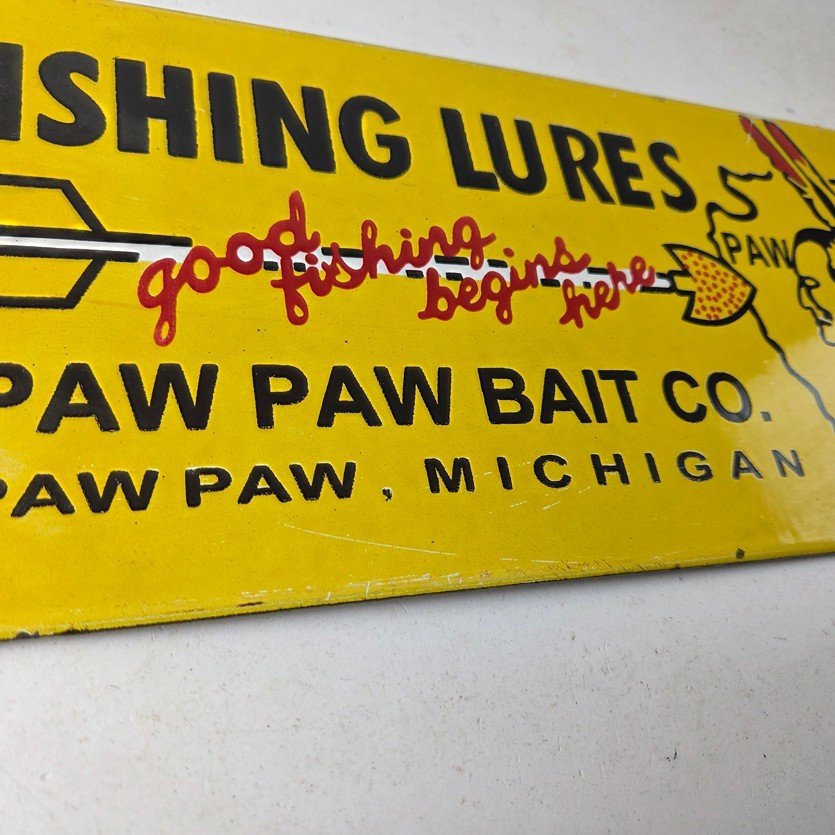 ISHING LURES
PAW
good fishing begins here
PAW PAW BAIT CO.
PAW PAW, MICHIGAN